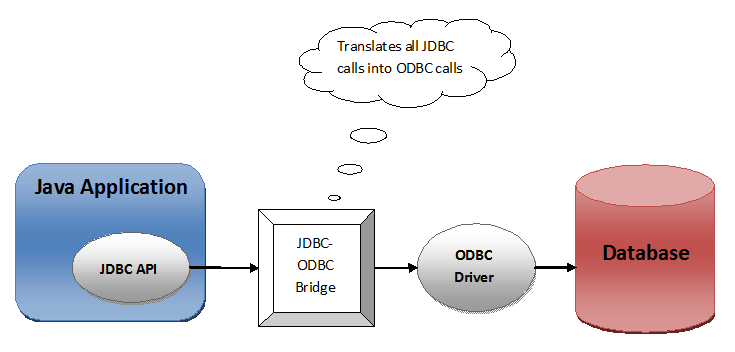 Translates all JDBC
calls into ODBC calls
Java Application
JDBC API
JDBC-
ODBC
Bridge
ODBC
Driver
Database